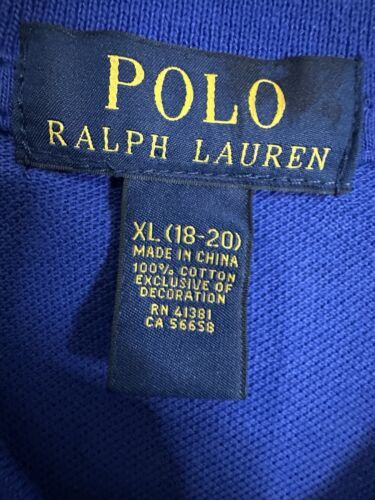 POLO
RALPH LAUREN
XL (18-20)
MADE IN CHINA
100% COTTON
EXCLUSIVE OF
DECORATION
RN 41381
CA 56658